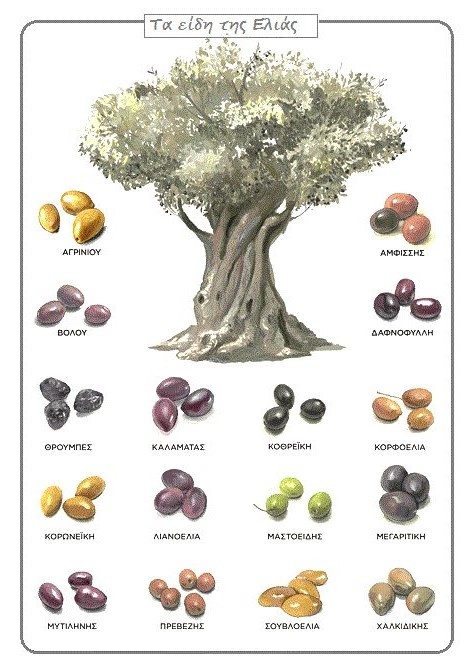 Τα είδη της Ελιάς
ΑΓΡΙΝΙΟΥ
ΑΜΦΙΣΣΗΣ
ΒΟΛΟΥ
ΔΑΦΝΟΦΥΛΛΗ
ΘΡΟΥΜΠΕΣ
ΚΑΛΑΜΑΤΑΣ
ΚΟΘΡΕΪΚΗ
ΚΟΡΦΟΕΛΙΑ
ΚΟΡΩΝΕΪΚΗ
ΛΙΑΝΟΕΛΙΑ
ΜΑΣΤΟΕΙΔΗΣ
ΜΕΓΑΡΙΤΙΚΗ
ΜΥΤΙΛΗΝΗΣ
ΠΡΕΒΕΖΗΣ
ΣΟΥΒΛΟΕΛΙΑ
ΧΑΛΚΙΔΙΚΗΣ